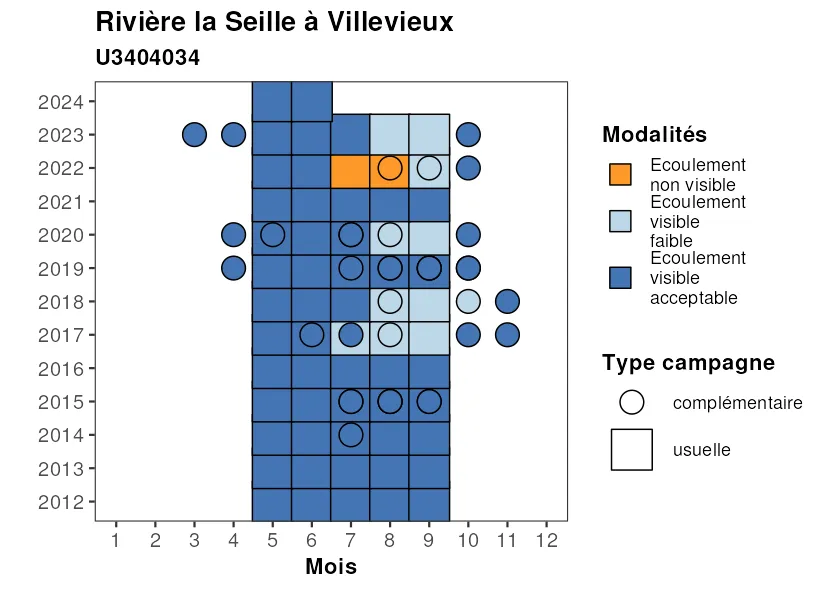 Rivière la Seille à Villevieux
U3404034
2024
2023
2022
2021
2020
2019
2018
2017
2016
2015
2014
2013
2012
1 2 3 4 5 6 7 8 9 10 11 12
Mois
Modalités
Ecoulement
non visible
Ecoulement
visible
faible
Ecoulement
visible
acceptable
Type campagne
complémentaire
usuelle